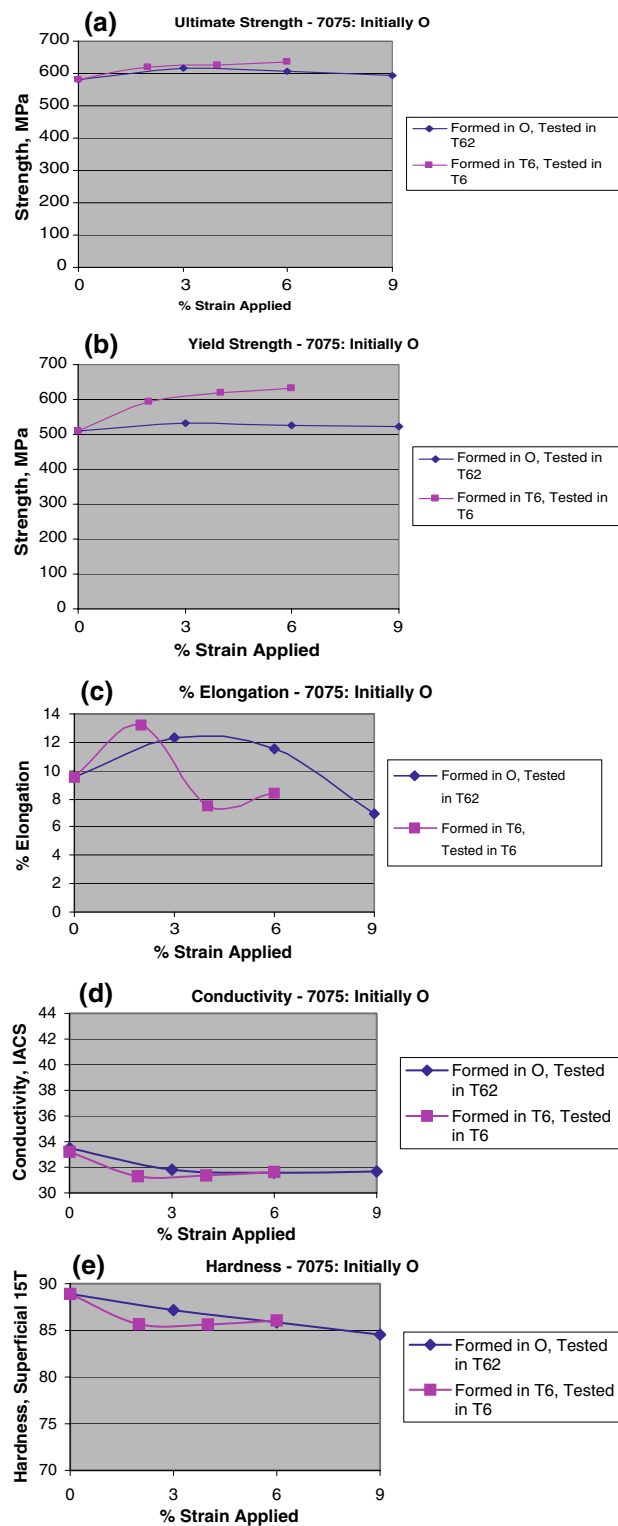 (a)
Ultimate Strength - 7075: Initially O
700
600
500
400
300
200
100
0
Strength, MPa
0 3 6 9
% Strain Applied
Formed in O, Tested in
T62
Formed in T6, Tested in
T6
(b)
Yield Strength - 7075: Initially O
700
600
500
400
300
200
100
0
Strength, MPa
0 3 6 9
% Strain Applied
Formed in O, Tested in
T62
Formed in T6, Tested in
T6
(c)
% Elongation - 7075: Initially O
14
12
10
8
6
4
2
0
% Elongation
0 3 6 9
% Strain Applied
Formed in O, Tested
in T62
Formed in T6,
Tested in T6
(d)
Conductivity - 7075: Initially O
44
42
40
38
36
34
32
30
Conductivity, IACS
0 3 6 9
% Strain Applied
Formed in O, Tested
in T62
Formed in T6, Tested
in T6
(e)
Hardness - 7075: Initially O
90
85
80
75
70
Hardness, Superficial 15T
0 3 6 9
% Strain Applied
Formed in O, Tested
in T62
Formed in T6, Tested
in T6